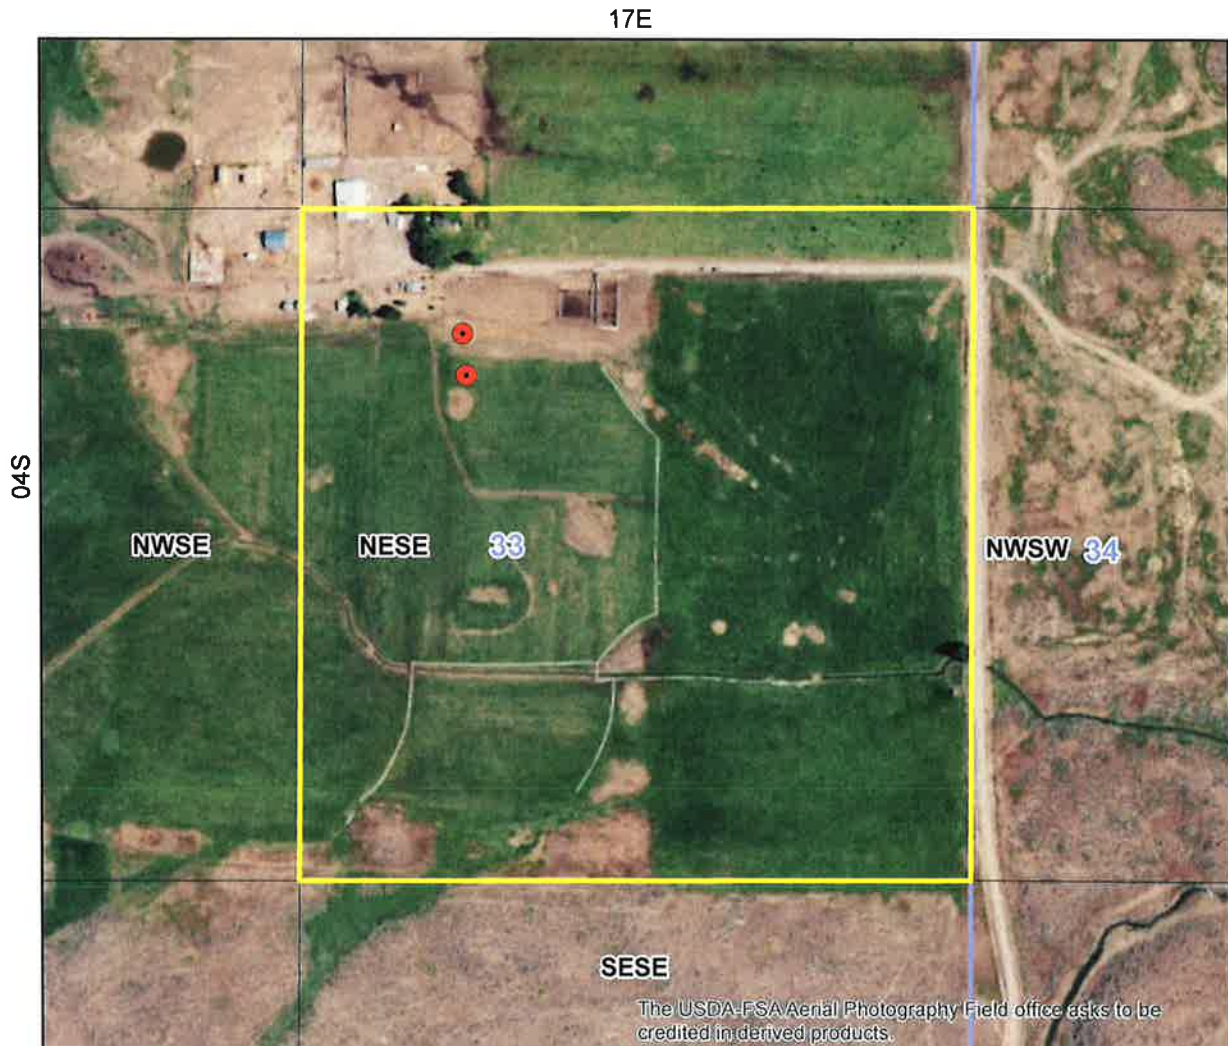 17E
04S
NWSE
NESE
33
NWSW
34
SESE
The USDA-FSA Aerial Photography Field office asks to be
credited in derived products.